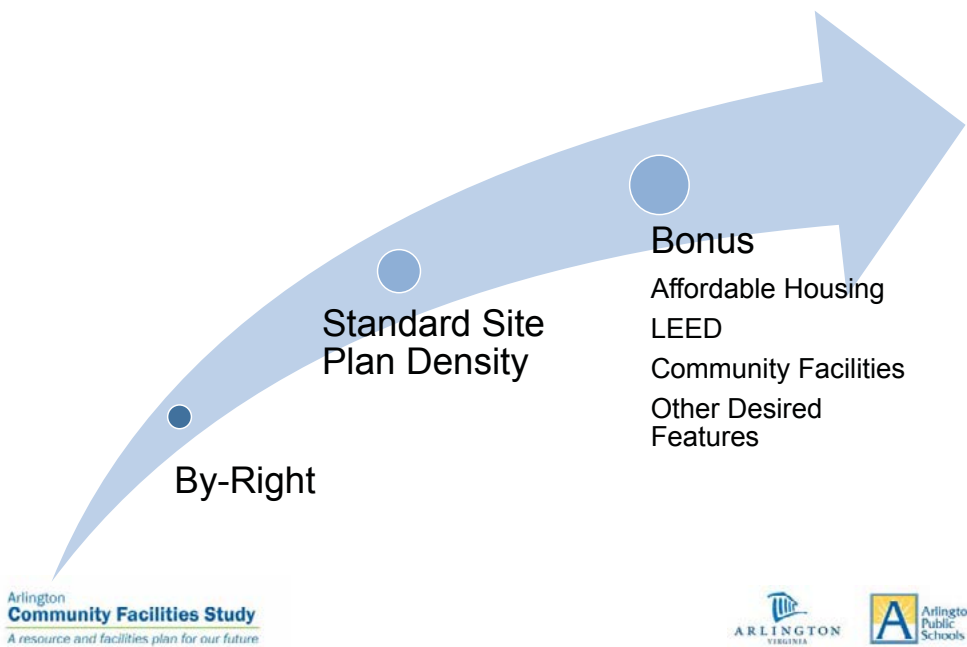 By-Right
Standard Site
Plan Density
Bonus
Affordable Housing
LEED
Community Facilities
Other Desired
Features
Arlington
Community Facilities Study
A resource and facilities plan for our future
ARLINGTON
VIRGINIA
A
Arlingto
Public
Schools